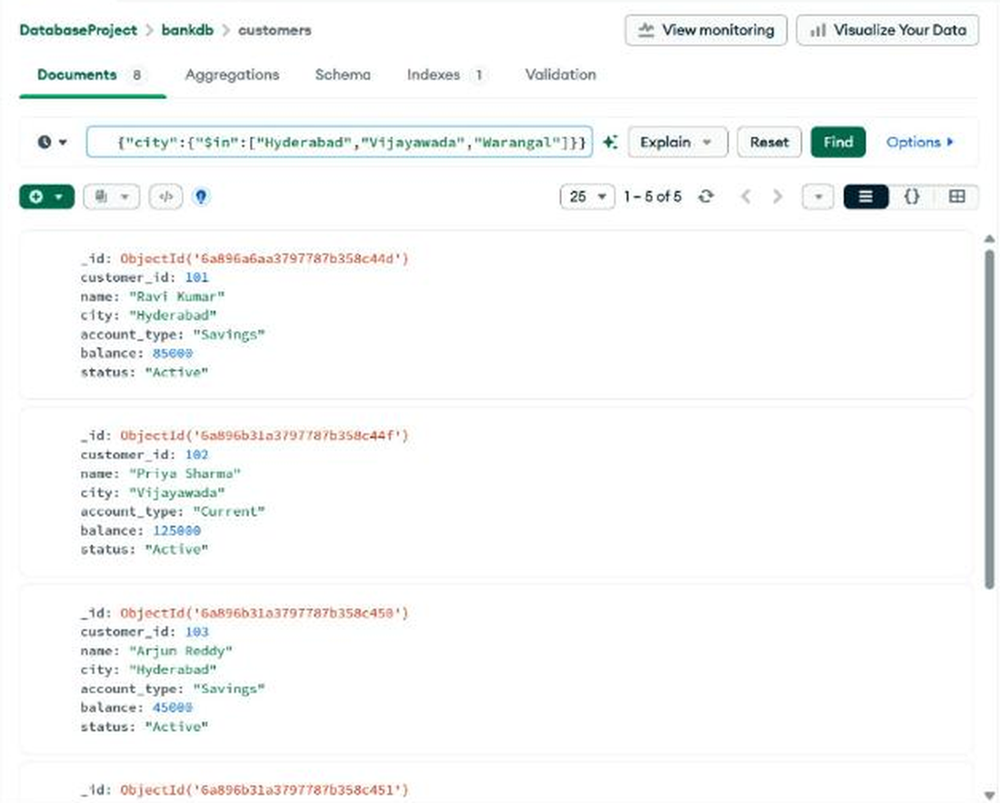 DatabaseProject > bankdb > customers
View monitoring
Visualize Your Data
Documents 8 Aggregations Schema Indexes 1 Validation
{"city":{"$in":["Hyderabad","Vijayawada","Warangal"]}}
Explain
Reset
Find
Options
</>
25
1 – 5 of 5
{}
_id: ObjectId('6a896a6aa3797787b358c44d')
customer_id: 101
name: "Ravi Kumar"
city: "Hyderabad"
account_type: "Savings"
balance: 85000
status: "Active"
_id: ObjectId('6a896b31a3797787b358c44f')
customer_id: 102
name: "Priya Sharma"
city: "Vijayawada"
account_type: "Current"
balance: 125000
status: "Active"
_id: ObjectId('6a896b31a3797787b358c450')
customer_id: 103
name: "Arjun Reddy"
city: "Hyderabad"
account_type: "Savings"
balance: 45000
status: "Active"
_id: ObjectId('6a896b31a3797787b358c451')